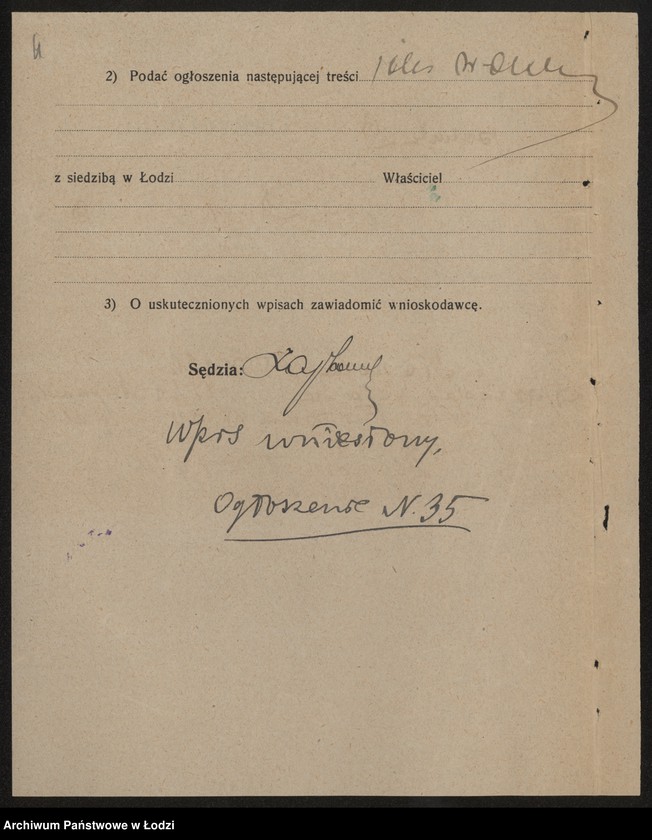 2) Podać ogłoszenia następującej treści
z siedzibą w Łodzi Właściciel
3) O uskutecznionych wpisach zawiadomić wnioskodawcę.
Sędzia:
Wpis wniesiony,
Ogłoszenie N. 35
Archiwum Państwowe w Łodzi